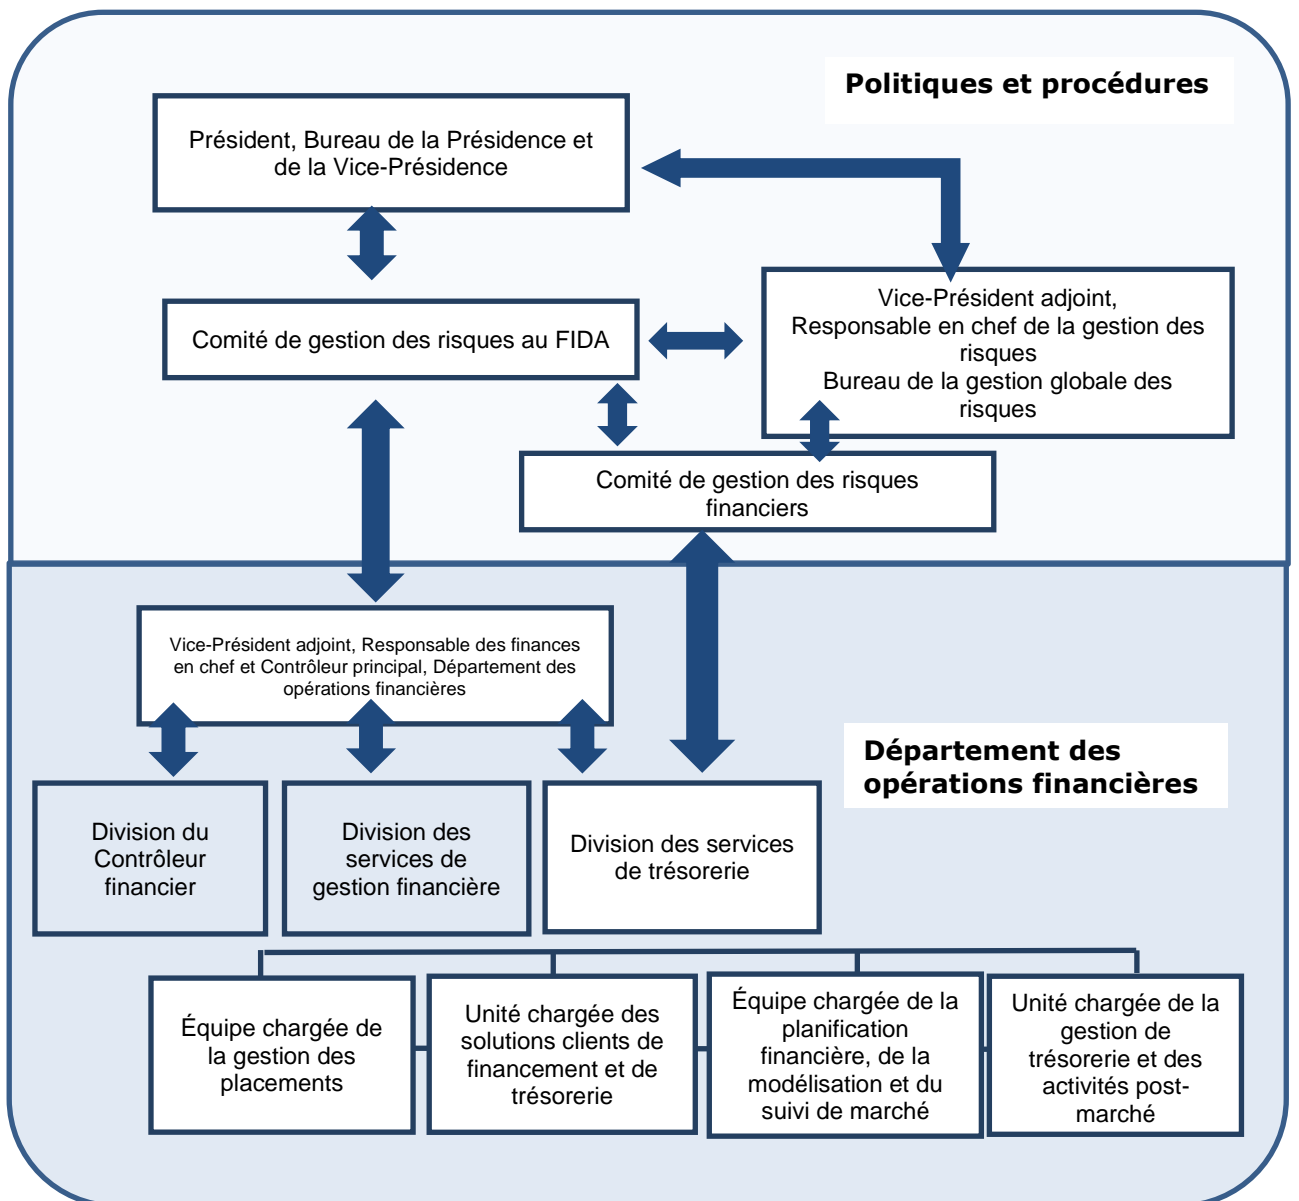 Politiques et procédures
Président, Bureau de la Présidence et
de la Vice-Présidence
Comité de gestion des risques au FIDA
Vice-Président adjoint,
Responsable en chef de la gestion des
risques
Bureau de la gestion globale des
risques
Comité de gestion des risques
financiers
Vice-Président adjoint, Responsable des finances
en chef et Contrôleur principal, Département des
opérations financières
Département des
opérations financières
Division du
Contrôleur
financier
Division des
services de
gestion financière
Division des services
de trésorerie
Équipe chargée de
la gestion des
placements
Unité chargée des
solutions clients de
financement et de
trésorerie
Équipe chargée de la
planification
financière, de la
modélisation et du
suivi de marché
Unité chargée de la
gestion de
trésorerie et des
activités post-
marché